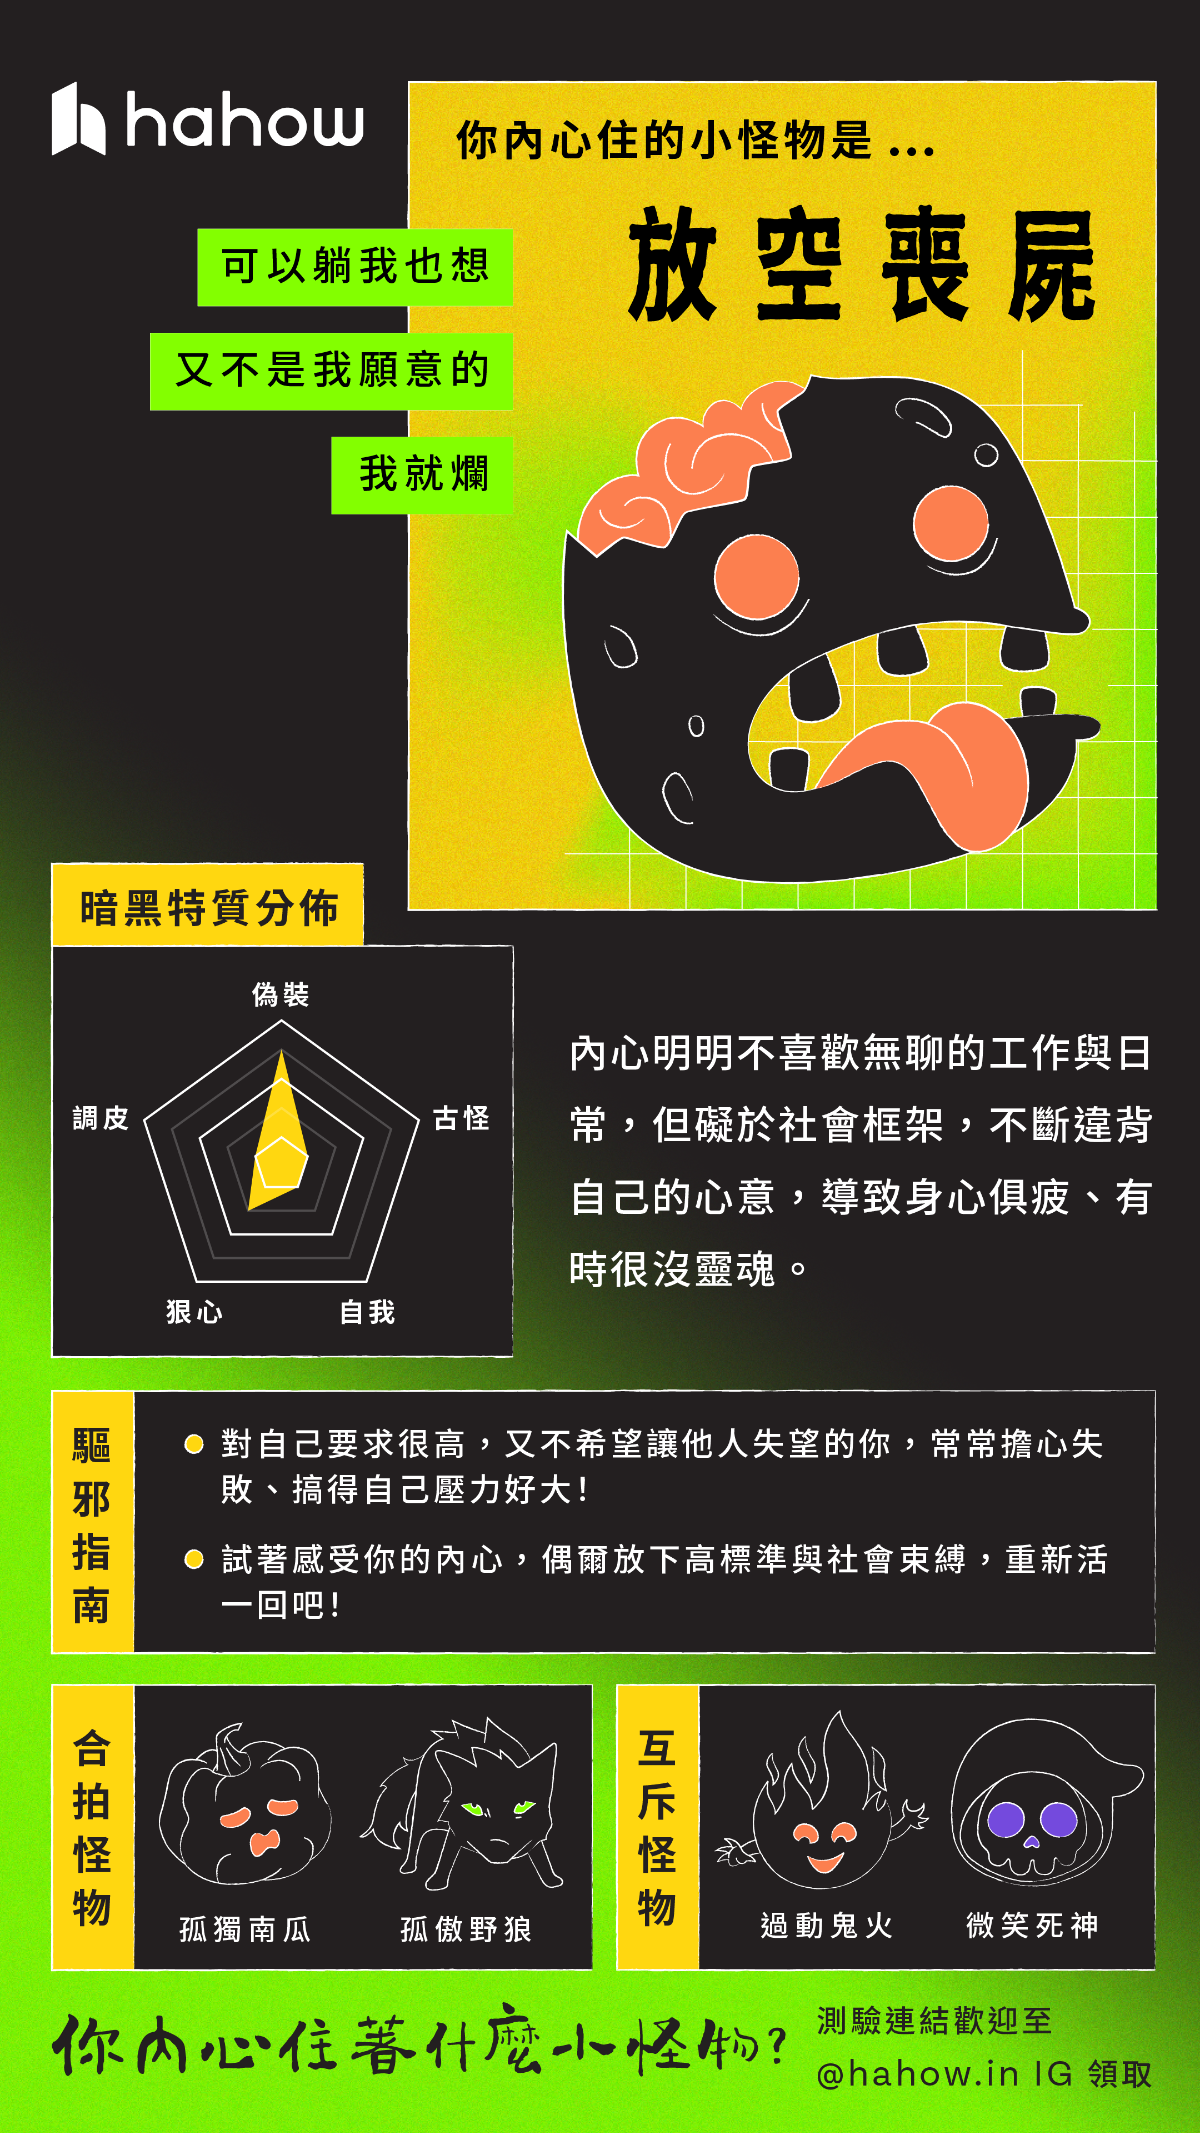 hahow
你內心住的小怪物是 ...
放空喪屍
可以躺我也想
又不是我願意的
我就爛
暗黑特質分佈
偽裝
調皮
古怪
狠心
自我
內心明明不喜歡無聊的工作與日
常，但礙於社會框架，不斷違背
自己的心意，導致身心俱疲、有
時很沒靈魂。
驅邪指南
對自己要求很高，又不希望讓他人失望的你，常常擔心失
敗、搞得自己壓力好大！
試著感受你的內心，偶爾放下高標準與社會束縛，重新活
一回吧！
合拍怪物
孤獨南瓜
孤傲野狼
互斥怪物
過動鬼火
微笑死神
你內心住著什麼小怪物？
測驗連結歡迎至
@hahow.in IG 領取